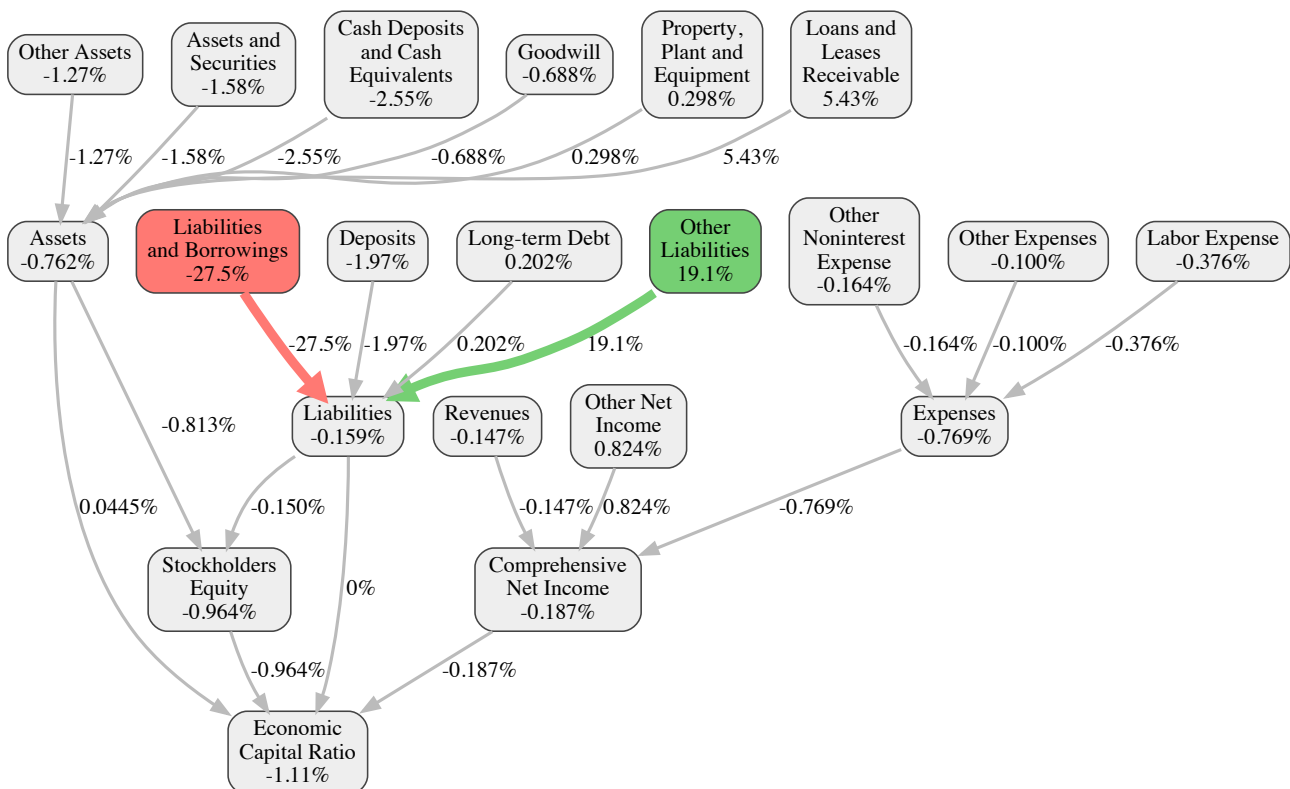 Other Assets
-1.27%
Assets and
Securities
-1.58%
Cash Deposits
and Cash
Equivalents
-2.55%
Goodwill
-0.688%
Property,
Plant and
Equipment
0.298%
Loans and
Leases
Receivable
5.43%
-1.27%
-1.58%
-2.55%
-0.688%
0.298%
5.43%
Assets
-0.762%
Liabilities
and Borrowings
-27.5%
Deposits
-1.97%
Long-term Debt
0.202%
Other
Liabilities
19.1%
Other
Noninterest
Expense
-0.164%
Other Expenses
-0.100%
Labor Expense
-0.376%
-27.5%
-1.97%
0.202%
19.1%
-0.164%
-0.100%
-0.376%
-0.813%
Liabilities
-0.159%
Revenues
-0.147%
Other Net
Income
0.824%
Expenses
-0.769%
0.0445%
-0.150%
0%
-0.147%
0.824%
-0.769%
Stockholders
Equity
-0.964%
Comprehensive
Net Income
-0.187%
-0.964%
-0.187%
Economic
Capital Ratio
-1.11%